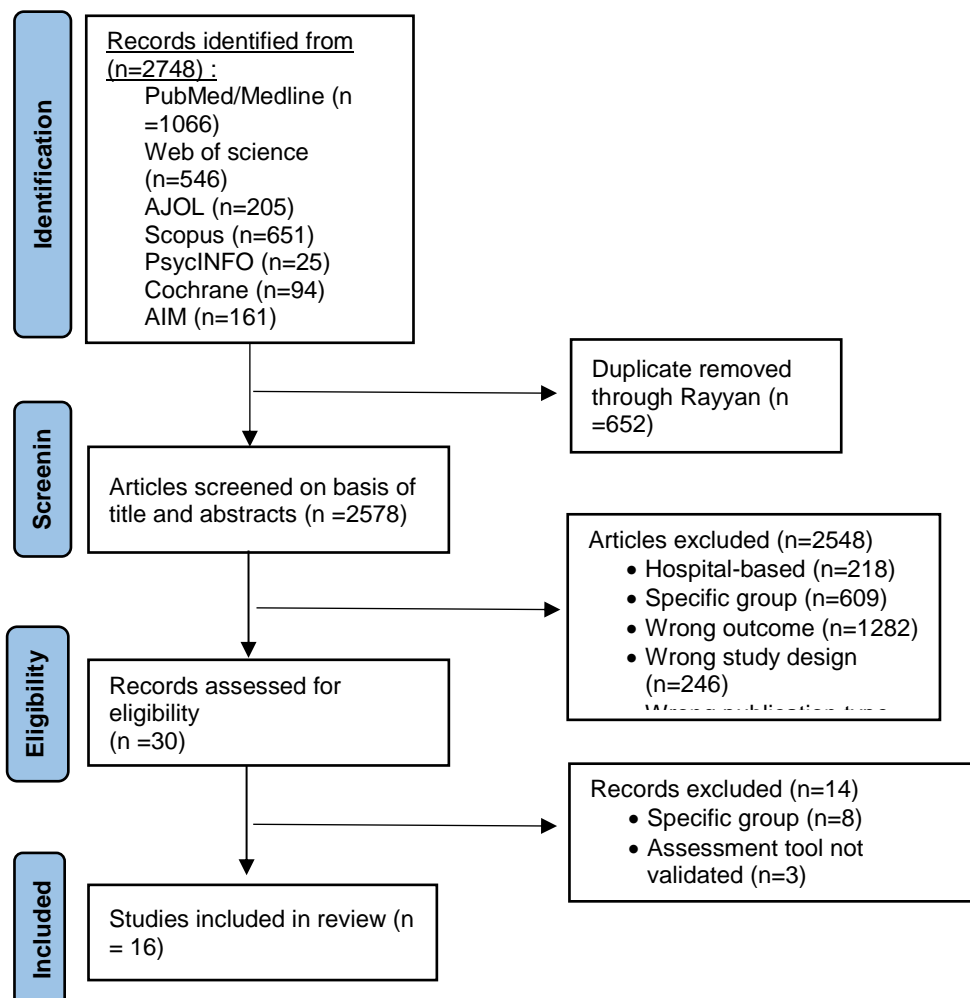 Identification
Records identified from
(n=2748) :
PubMed/Medline (n
=1066)
Web of science
(n=546)
AJOL (n=205)
Scopus (n=651)
PsycINFO (n=25)
Cochrane (n=94)
AIM (n=161)
Duplicate removed
through Rayyan (n
=652)
Screenin
Articles screened on basis of
title and abstracts (n =2578)
Articles excluded (n=2548)
• Hospital-based (n=218)
• Specific group (n=609)
• Wrong outcome (n=1282)
• Wrong study design
(n=246)
Wrong publication type
Eligibility
Records assessed for
eligibility
(n =30)
Records excluded (n=14)
• Specific group (n=8)
• Assessment tool not
validated (n=3)
Included
Studies included in review (n
= 16)